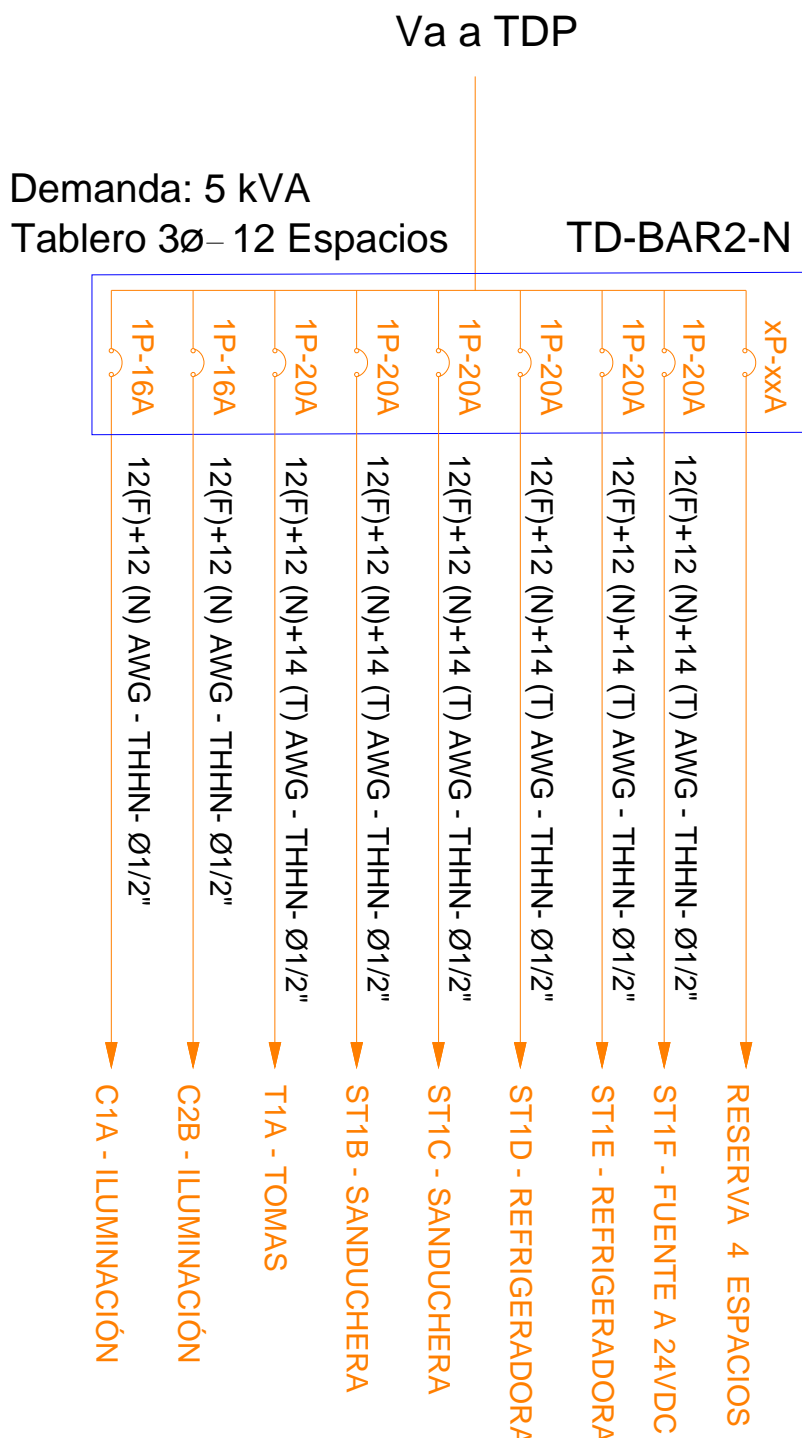 Va a TDP
Demanda: 5 kVA
Tablero 3ø– 12 Espacios
TD-BAR2-N
1P-16A
1P-16A
1P-20A
1P-20A
1P-20A
1P-20A
1P-20A
1P-20A
xP-xxA
12(F)+12 (N) AWG - THHN- Ø1/2"
12(F)+12 (N) AWG - THHN- Ø1/2"
12(F)+12 (N)+14 (T) AWG - THHN- Ø1/2"
12(F)+12 (N)+14 (T) AWG - THHN- Ø1/2"
12(F)+12 (N)+14 (T) AWG - THHN- Ø1/2"
12(F)+12 (N)+14 (T) AWG - THHN- Ø1/2"
12(F)+12 (N)+14 (T) AWG - THHN- Ø1/2"
12(F)+12 (N)+14 (T) AWG - THHN- Ø1/2"
C1A - ILUMINACIÓN
C2B - ILUMINACIÓN
T1A - TOMAS
ST1B - SANDUCHERA
ST1C - SANDUCHERA
ST1D - REFRIGERADORA
ST1E - REFRIGERADORA
ST1F - FUENTE A 24VDC
RESERVA 4 ESPACIOS